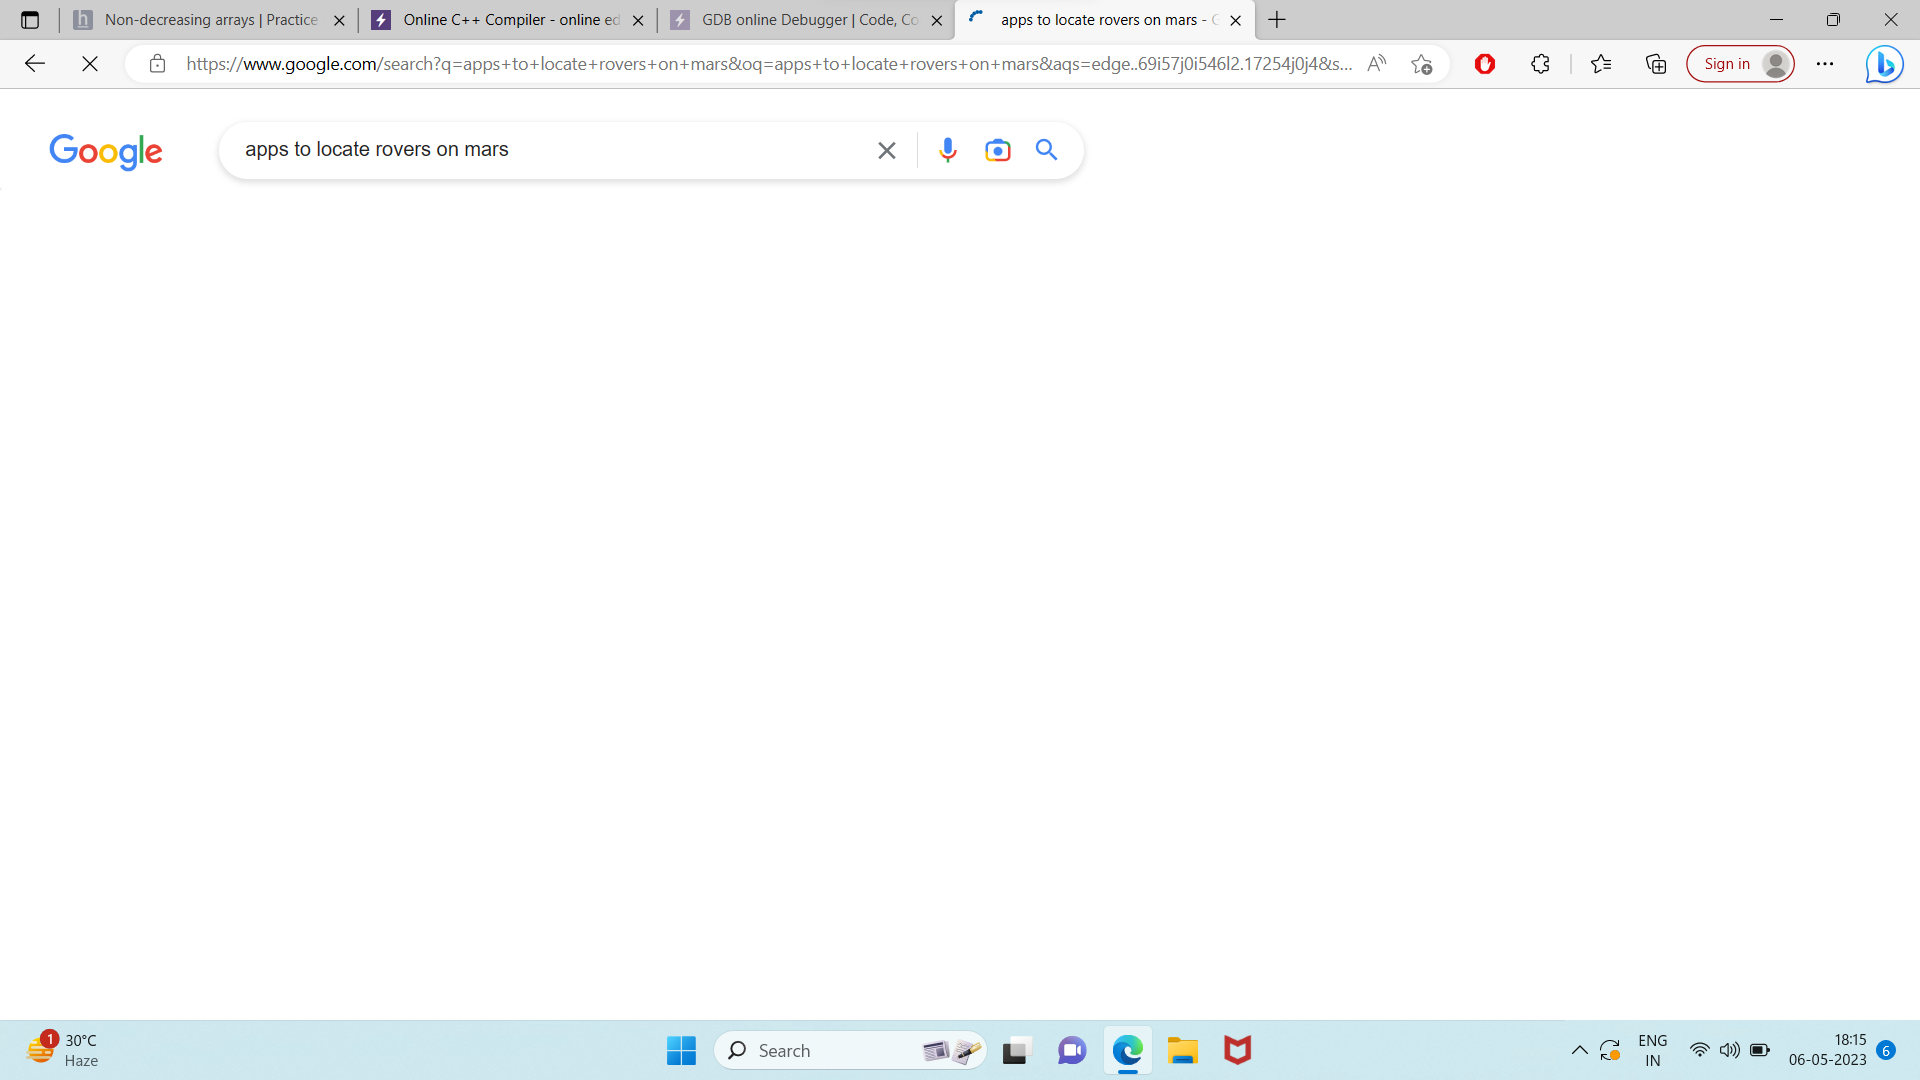 Non-decreasing arrays | Practice
Online C++ Compiler - online ed
GDB online Debugger | Code, Co
apps to locate rovers on mars - G
https://www.google.com/search?q=apps+to+locate+rovers+on+mars&oq=apps+to+locate+rovers+on+mars&aqs=edge..69i57j0i546l2.17254j0j4&s...
Sign in
Google
apps to locate rovers on mars
1
30°C
Haze
Search
ENG
IN
18:15
06-05-2023
6